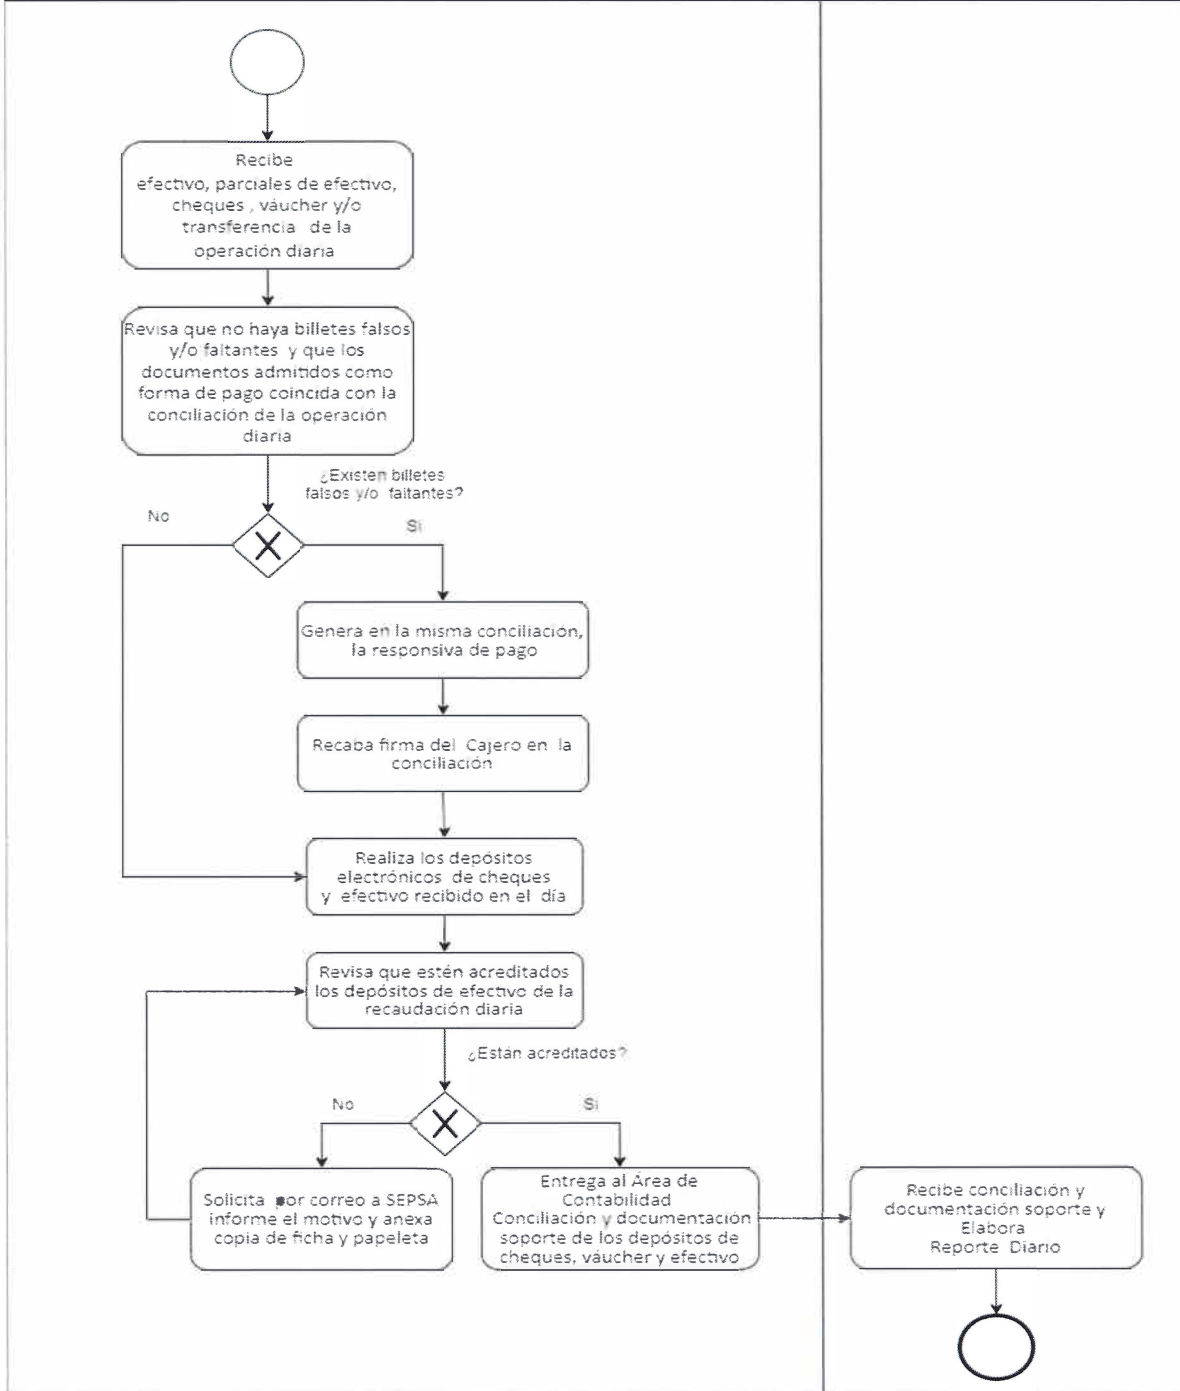 Recibe
efectivo, parciales de efectivo,
cheques , váucher y/o
transferencia de la
operación diaria
Revisa que no haya billetes falsos
y/o faltantes y que los
documentos admitidos como
forma de pago coincida con la
conciliación de la operación
diaria
¿Existen billetes
falsos y/o faltantes?
No
Si
Genera en la misma conciliación,
la responsiva de pago
Recaba firma del Cajero en la
conciliación
Realiza los depósitos
electrónicos de cheques
y efectivo recibido en el día
Revisa que estén acreditados
los depósitos de efectivo de la
recaudación diaria
¿Están acreditados?
No
Si
Solicita por correo a SEPSA
informe el motivo y anexa
copia de ficha y papeleta
Entrega al Área de
Contabilidad
Conciliación y documentación
soporte de los depósitos de
cheques, váucher y efectivo
Recibe conciliación y
documentación soporte y
Elabora
Reporte Diario